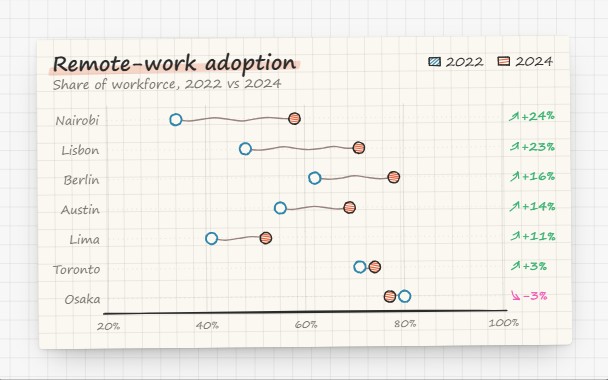 Remote-work adoption
2022 2024
Share of workforce, 2022 vs 2024
Nairobi +24%
Lisbon +23%
Berlin +16%
Austin +14%
Lima +11%
Toronto +3%
Osaka -3%
20% 40% 60% 80% 100%